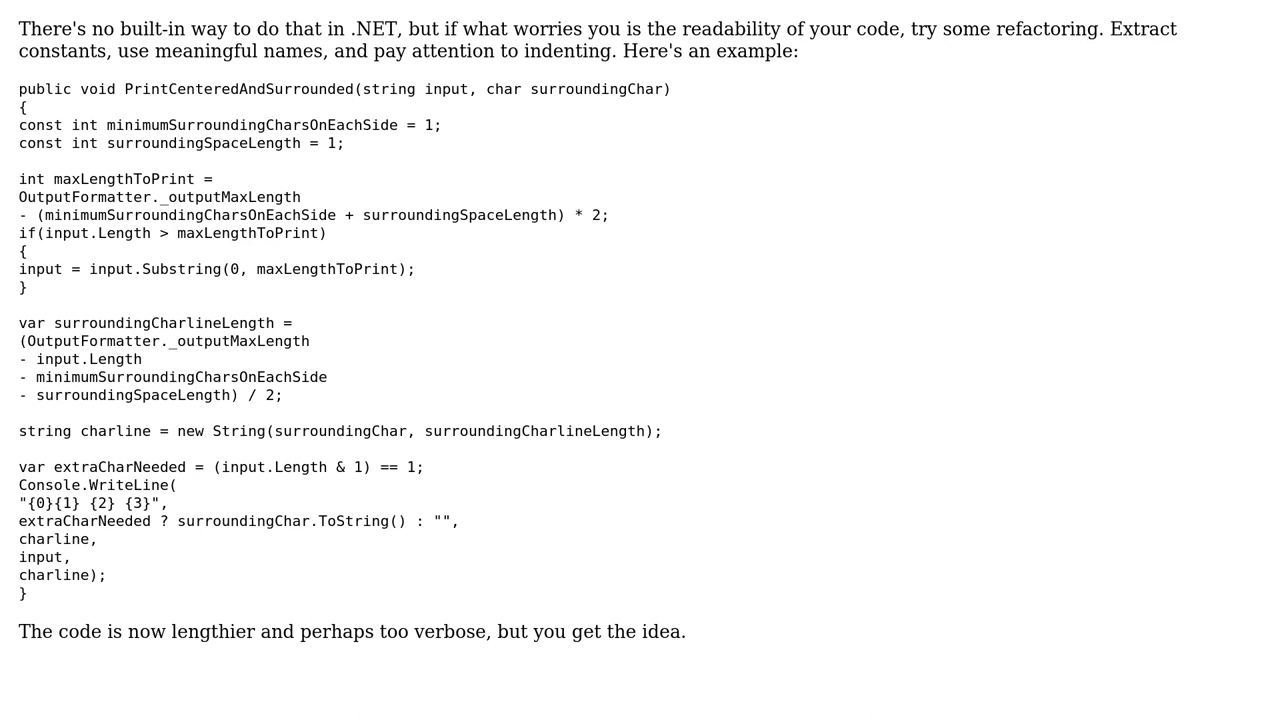 There's no built-in way to do that in .NET, but if what worries you is the readability of your code, try some refactoring. Extract
constants, use meaningful names, and pay attention to indenting. Here's an example:
public void PrintCenteredAndSurrounded(string input, char surroundingChar)
{
const int minimumSurroundingCharsOnEachSide = 1;
const int surroundingSpaceLength = 1;
int maxLengthToPrint =
OutputFormatter._outputMaxLength
- (minimumSurroundingCharsOnEachSide + surroundingSpaceLength) * 2;
if(input.Length > maxLengthToPrint)
{
input = input.Substring(0, maxLengthToPrint);
}
var surroundingCharlineLength =
(OutputFormatter._outputMaxLength
- input.Length
- minimumSurroundingCharsOnEachSide
- surroundingSpaceLength) / 2;
string charline = new String(surroundingChar, surroundingCharlineLength);
var extraCharNeeded = (input.Length & 1) == 1;
Console.WriteLine(
"{0}{1} {2} {3}",
extraCharNeeded ? surroundingChar.ToString() : "",
charline,
input,
charline);
}
The code is now lengthier and perhaps too verbose, but you get the idea.